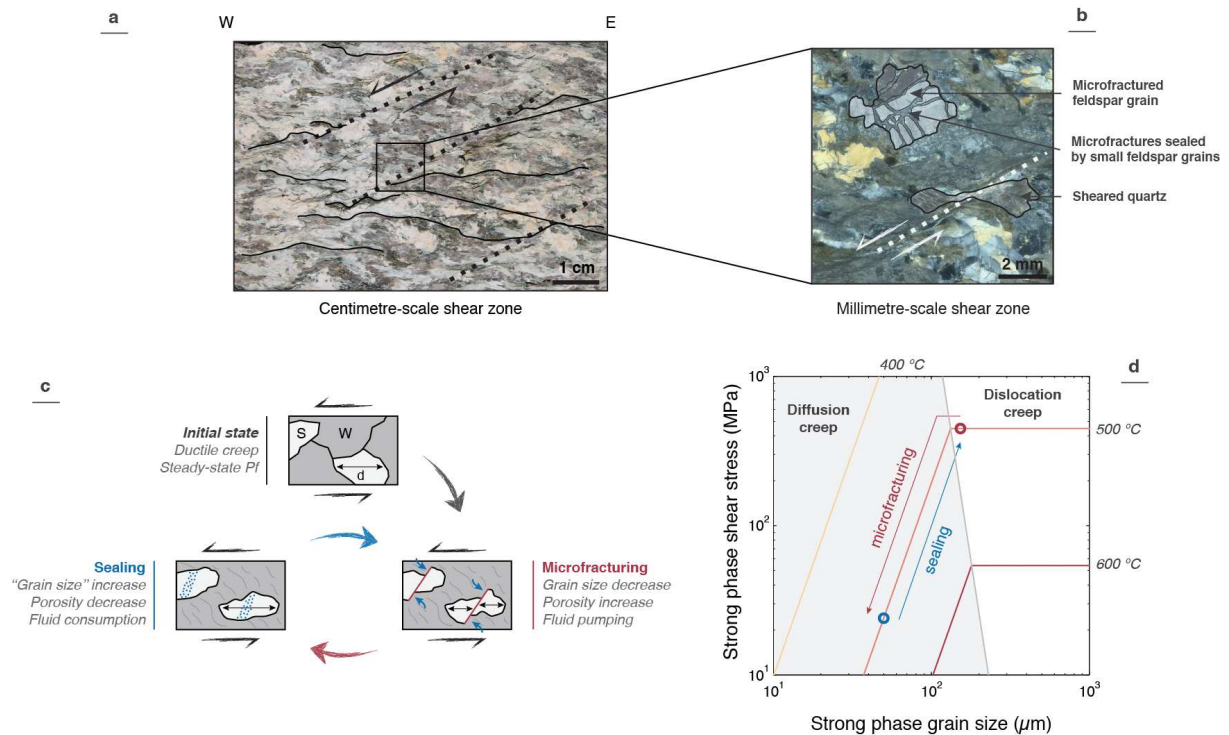 a
W
E
b
Microfractured
feldspar grain
Microfractures sealed
by small feldspar grains
Sheared quartz
1 cm
2 mm
Centimetre-scale shear zone
Millimetre-scale shear zone
c
Initial state
Ductile creep
Steady-state Pf
S
W
d
Sealing
“Grain size” increase
Porosity decrease
Fluid consumption
Microfracturing
Grain size decrease
Porosity increase
Fluid pumping
d
400 °C
10³
Diffusion
creep
Dislocation
creep
500 °C
microfracturing
sealing
10²
600 °C
10¹
10¹
10²
10³
Strong phase shear stress (MPa)
Strong phase grain size (µm)